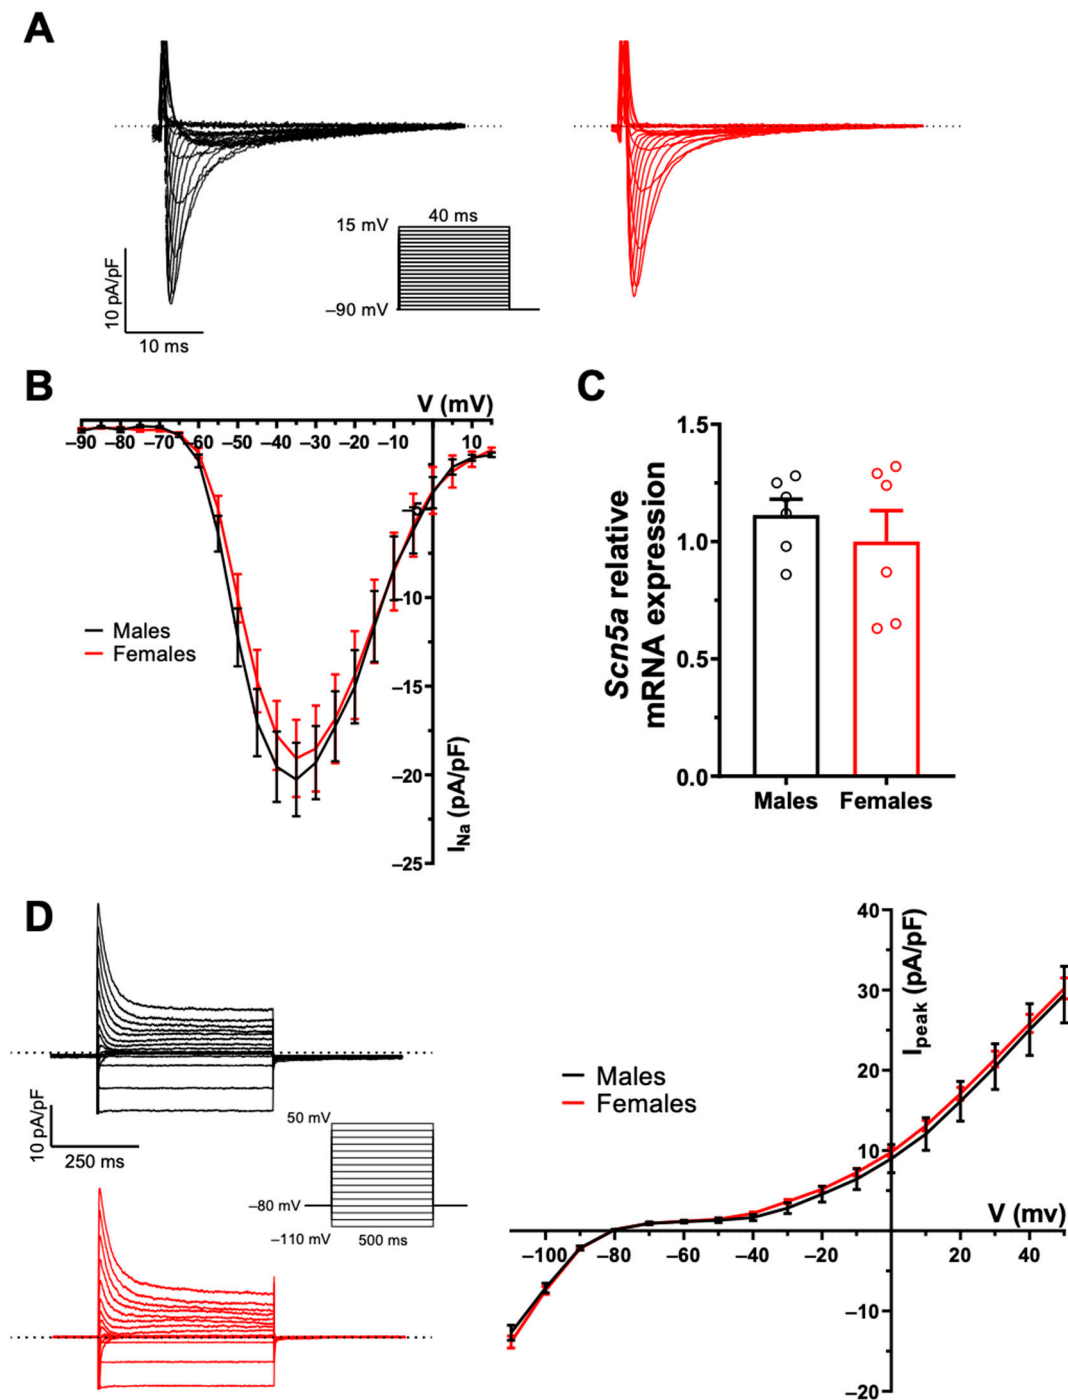 A
10 pA/pF
10 ms
15 mV
40 ms
–90 mV
B
V (mV)
–90 –80 –70 –60 –50 –40 –30 –20 –10 10
–5
–10
–15
–20
–25
I_Na (pA/pF)
Males
Females
C
Scn5a relative
mRNA expression
1.5
1.0
0.5
0.0
Males Females
D
10 pA/pF
250 ms
50 mV
–80 mV
–110 mV
500 ms
40
30
20
10
–10
–20
I_peak (pA/pF)
Males
Females
V (mv)
–100 –80 –60 –40 –20 20 40